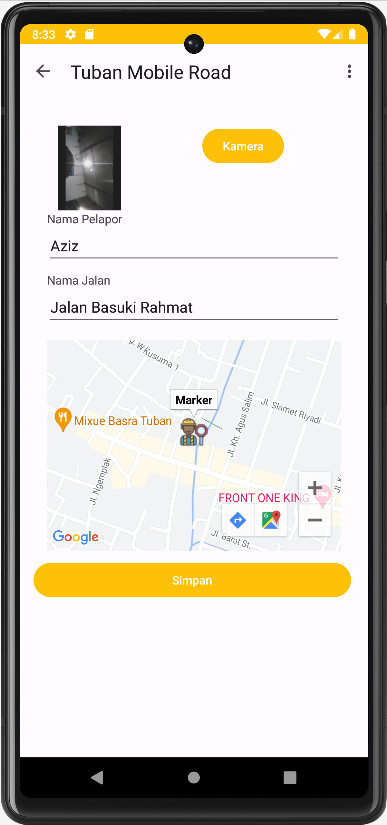 8:33
Tuban Mobile Road
Kamera
Nama Pelapor
Aziz
Nama Jalan
Jalan Basuki Rahmat
Jl. W Kusuma 1
Marker
Jl. Slamet Riyadi
Jl. Kh. Agus Salim
Mixue Basra Tuban
Jl. Ngemplak
FRONT ONE KING
Jl. Barat St.
Google
Simpan